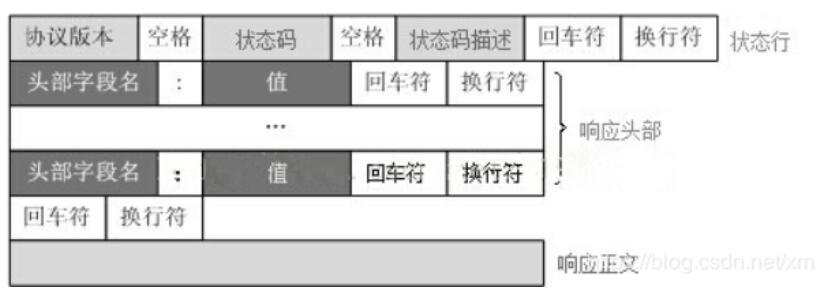 协议版本 空格 状态码 空格 状态码描述 回车符 换行符 状态行
头部字段名 : 值 回车符 换行符
... 响应头部
头部字段名 : 值 回车符 换行符
回车符 换行符
响应正文 blog.csdn.net/xm